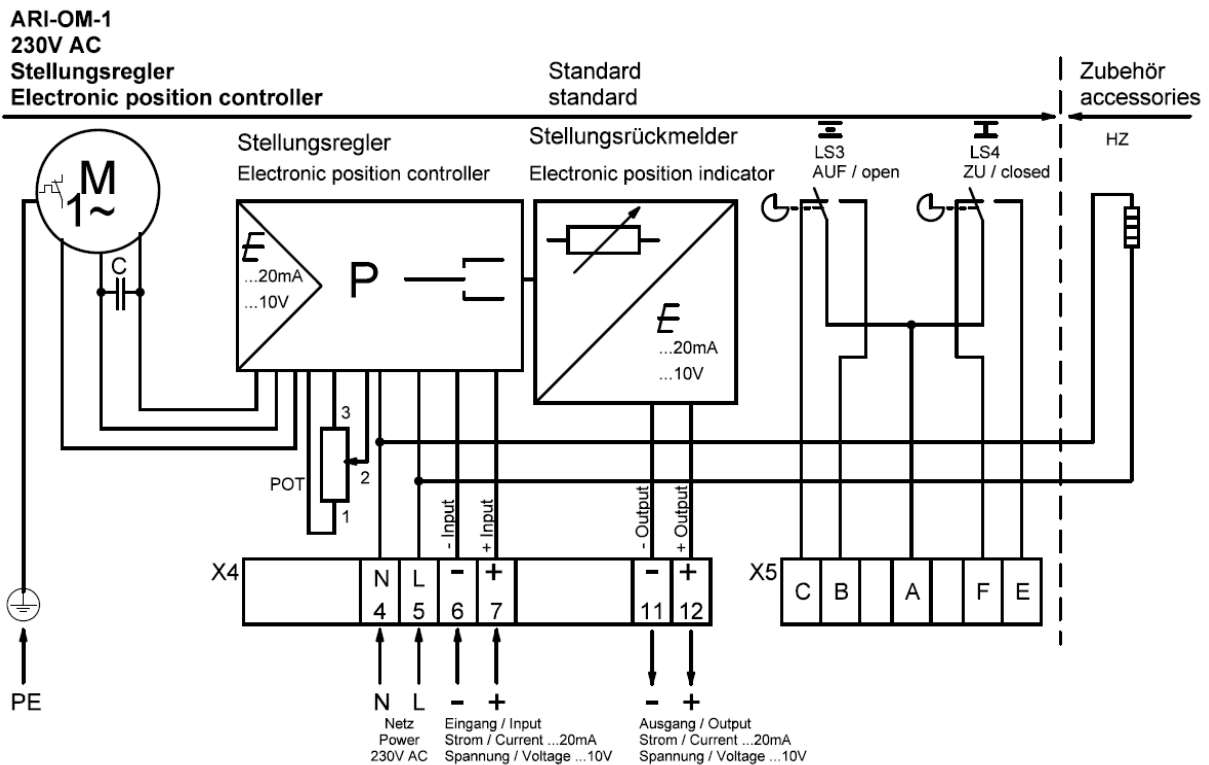 ARI-OM-1
230V AC
Stellungsregler
Electronic position controller
Standard
standard
Zubehör
accessories
M
1~
C
Stellungsregler
Electronic position controller
E
...20mA
...10V
P
Stellungsrückmelder
Electronic position indicator
E
...20mA
...10V
LS3
AUF / open
LS4
ZU / closed
HZ
POT
3
2
1
- Input
+ Input
- Output
+ Output
X4
N
L
-
+
-
+
4
5
6
7
11
12
X5
C
B
A
F
E
PE
N
L
-
+
-
+
Netz
Power
230V AC
Eingang / Input
Strom / Current ...20mA
Spannung / Voltage ...10V
Ausgang / Output
Strom / Current ...20mA
Spannung / Voltage ...10V